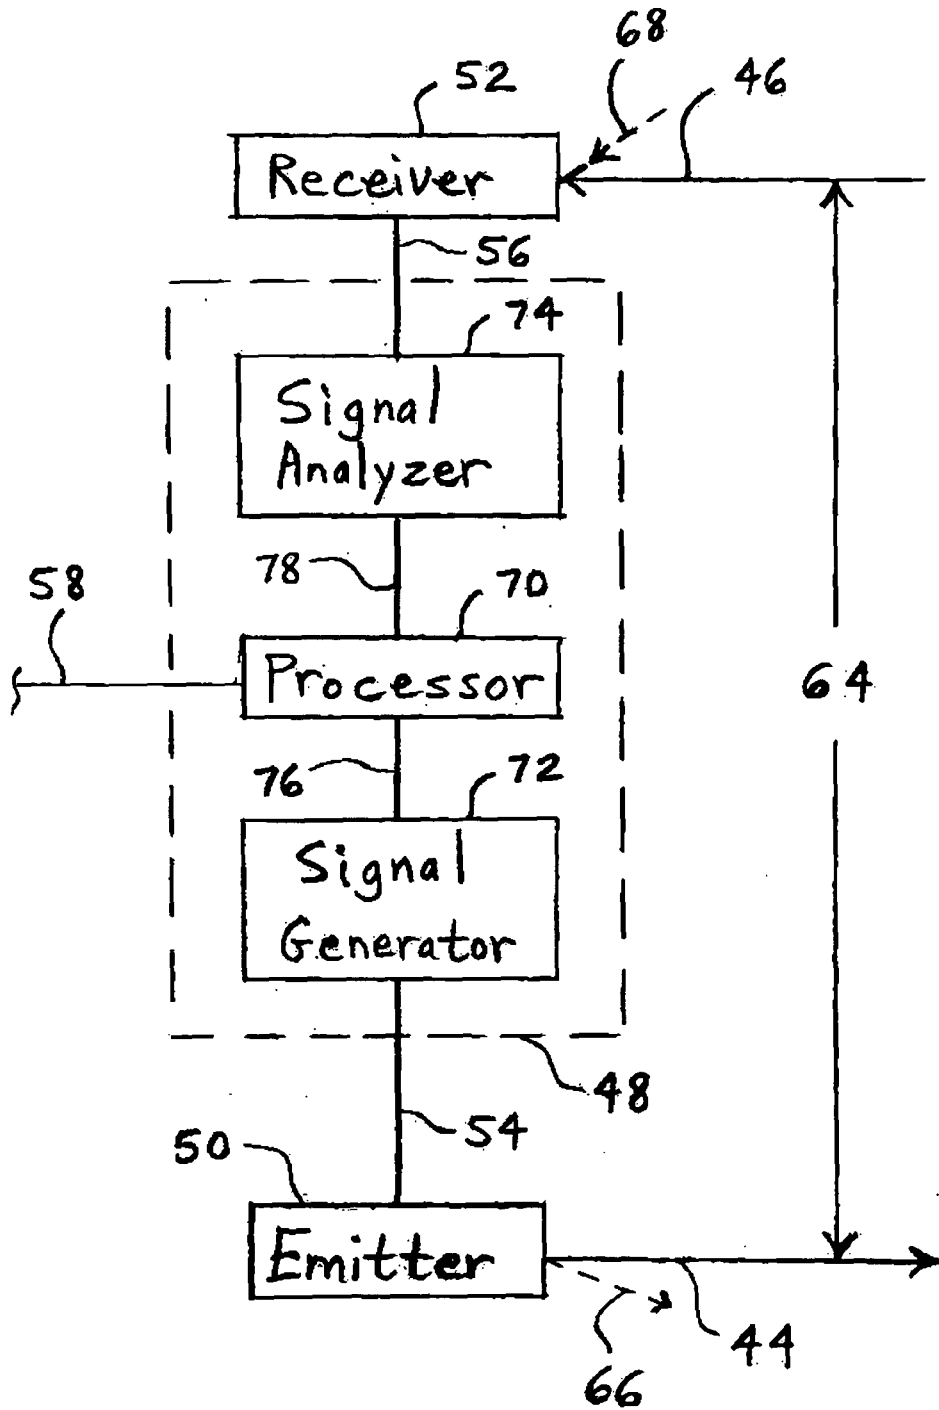 68
52
46
Receiver
56
74
Signal
Analyzer
78
70
58
Processor
64
76
72
Signal
Generator
48
54
50
Emitter
44
66